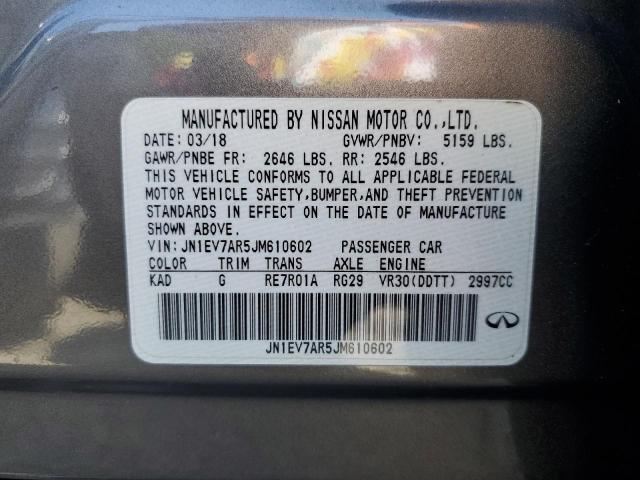 MANUFACTURED BY NISSAN MOTOR CO.,LTD.
DATE: 03/18 GVWR/PNBV: 5159 LBS.
GAWR/PNBE FR: 2646 LBS. RR: 2546 LBS.
THIS VEHICLE CONFORMS TO ALL APPLICABLE FEDERAL
MOTOR VEHICLE SAFETY,BUMPER,AND THEFT PREVENTION
STANDARDS IN EFFECT ON THE DATE OF MANUFACTURE
SHOWN ABOVE.
VIN:JN1EV7AR5JM610602 PASSENGER CAR
COLOR TRIM TRANS AXLE ENGINE
KAD G RE7R01A RG29 VR30(DDTT) 2997CC
JN1EV7AR5JM610602